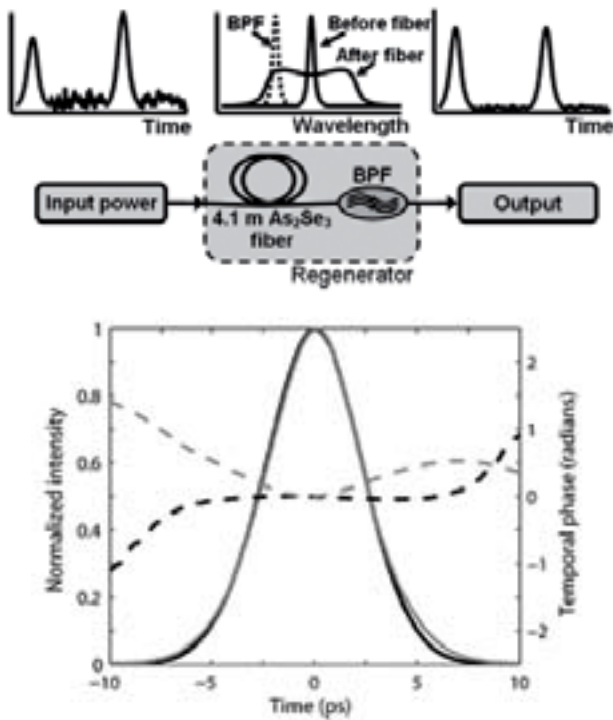 BPF
Before fiber
After fiber
Time
Wavelength
Time
Input power
4.1 m As₂Se₃
fiber
BPF
Output
Regenerator
1
0.8
0.6
0.4
0.2
0
Normalized intensity
2
1
0
−1
−2
Temporal phase (radians)
−10
−5
0
5
10
Time (ps)